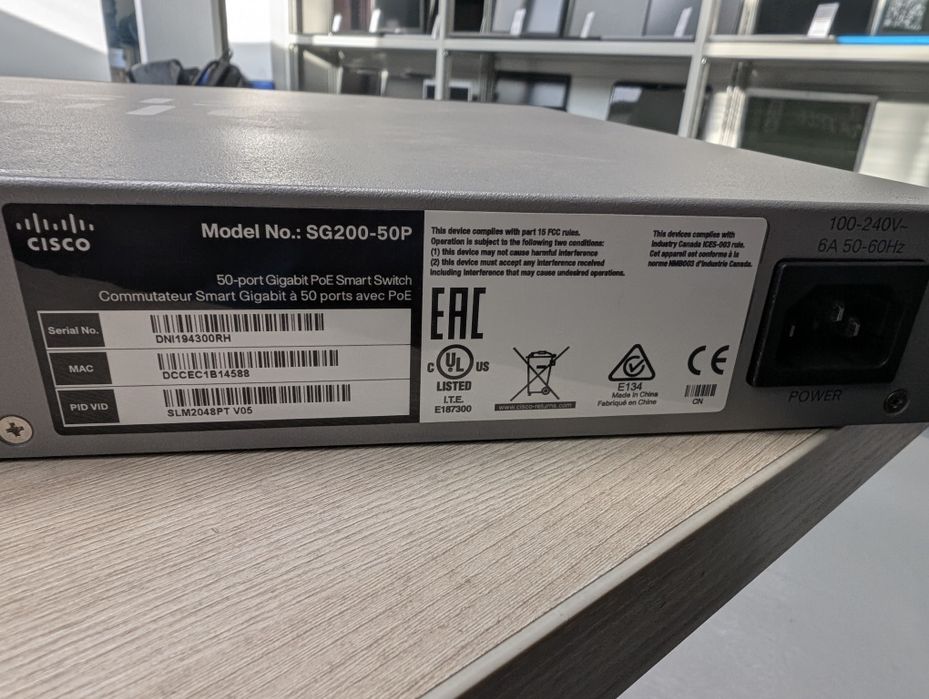 CISCO
Model No.: SG200-50P
50-port Gigabit PoE Smart Switch
Commutateur Smart Gigabit à 50 ports avec PoE
Serial No.
DNI194300RH
MAC
DCCEC1B14588
PID VID
SLM2048PT V05
This device complies with part 15 FCC rules.
Operation is subject to the following two conditions:
(1) this device may not cause harmful interference
(2) this device must accept any interference received
including interference that may cause undesired operations.
This device complies with
Industry Canada ICES-003 rule.
Cet appareil est conforme à la
norme NMB003 d'Industrie Canada.
EAC
C UL US
LISTED
I.T.E.
E187300
www.cisco-returns.com
E134
Made in China
Fabriqué en Chine
CE
CN
100-240V~
6A 50-60Hz
POWER